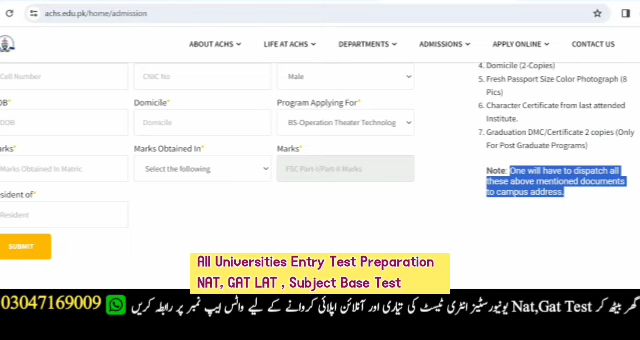 achs.edu.pk/home/admission
ABOUT ACHS LIFE AT ACHS DEPARTMENTS ADMISSIONS APPLY ONLINE CONTACT US
Cell Number CNIC No Male
DOB* Domicile* Program Applying For*
DOB Domicile BS-Operation Theater Technolog
Marks* Marks Obtained In* Marks*
Marks Obtained In Matric Select the following FSC Part-I/Part-II Marks
Resident of*
Resident
SUBMIT
4. Domicile (2-Copies)
5. Fresh Passport Size Color Photograph (8
Pics)
6. Character Certificate from last attended
Institute.
7. Graduation DMC/Certificate 2 copies (Only
For Post Graduate Programs)
Note: One will have to dispatch all
these above mentioned documents
to campus address.
All Universities Entry Test Preparation
NAT, GAT LAT , Subject Base Test
گھر بیٹھ کر Nat,Gat Test یونیورسٹیز انٹری ٹیسٹ کی تیاری اور آنلائن اپلائی کروانے کے لیے واٹس ایپ نمبر پر رابطہ کریں 03047169009